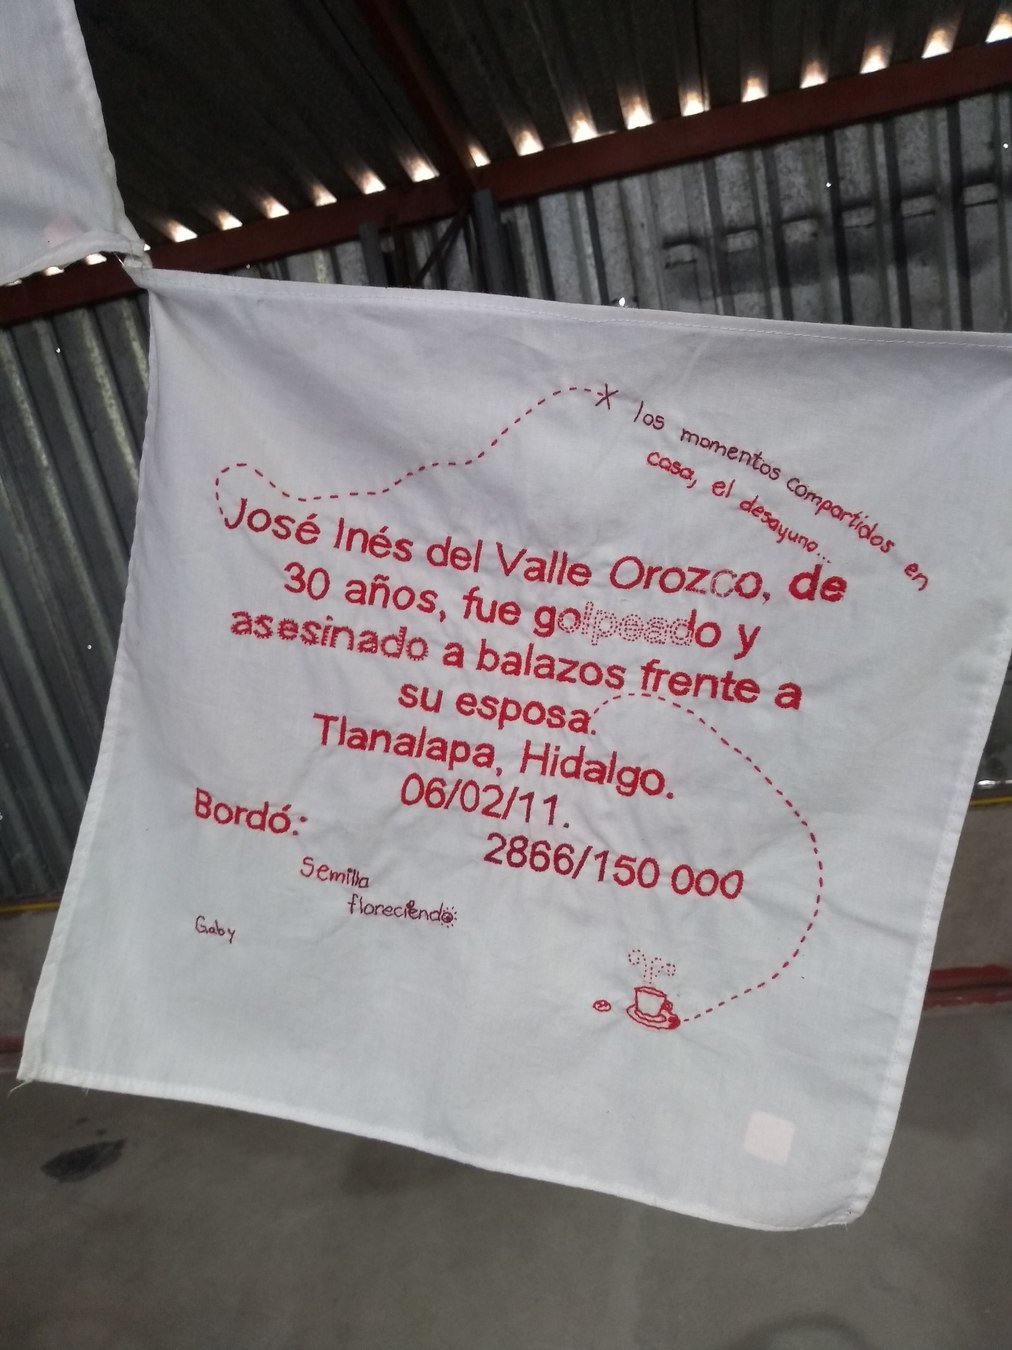 x los momentos compartidos en
casa, el desayuno...
José Inés del Valle Orozco, de
30 años, fue golpeado y
asesinado a balazos frente a
su esposa.
Tlanalapa, Hidalgo.
06/02/11.
Bordó:
2866/150 000
Semilla
floreciendo
Gaby